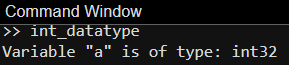 Command Window
>> int_datatype
Variable "a" is of type: int32